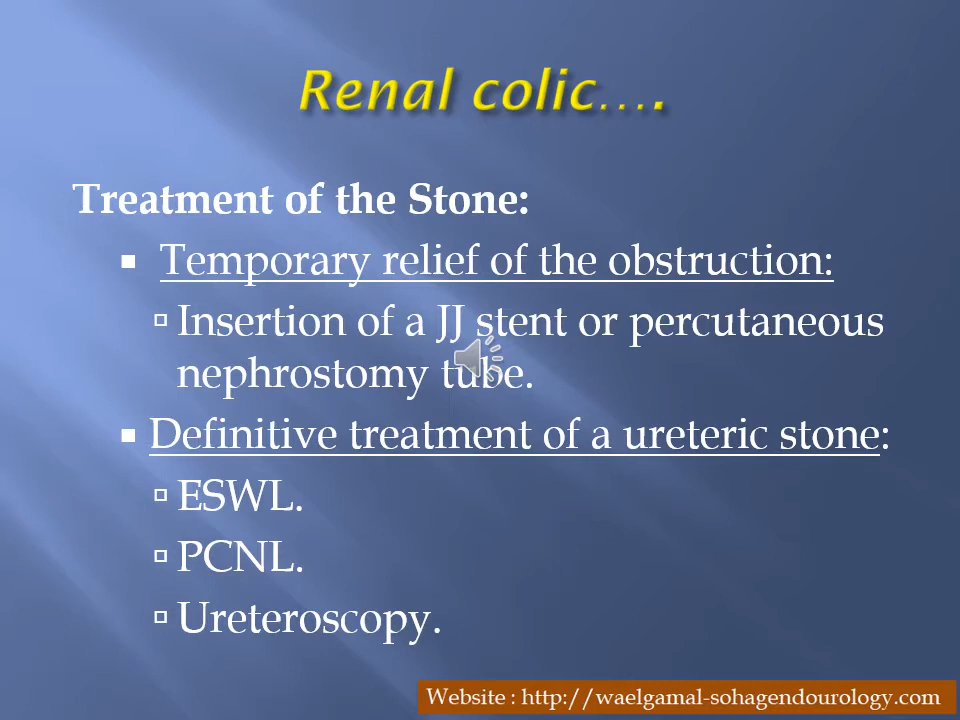 Renal colic….
Treatment of the Stone:
▪ Temporary relief of the obstruction:
▫ Insertion of a JJ stent or percutaneous
nephrostomy tube.
▪ Definitive treatment of a ureteric stone:
▫ ESWL.
▫ PCNL.
▫ Ureteroscopy.
Website : http://waelgamal-sohagendourology.com